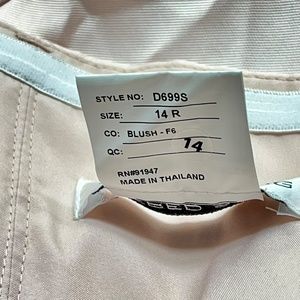 STYLE NO: D699S
SIZE: 14 R
CO: BLUSH - F6
QC: 14
RN#91947
MADE IN THAILAND